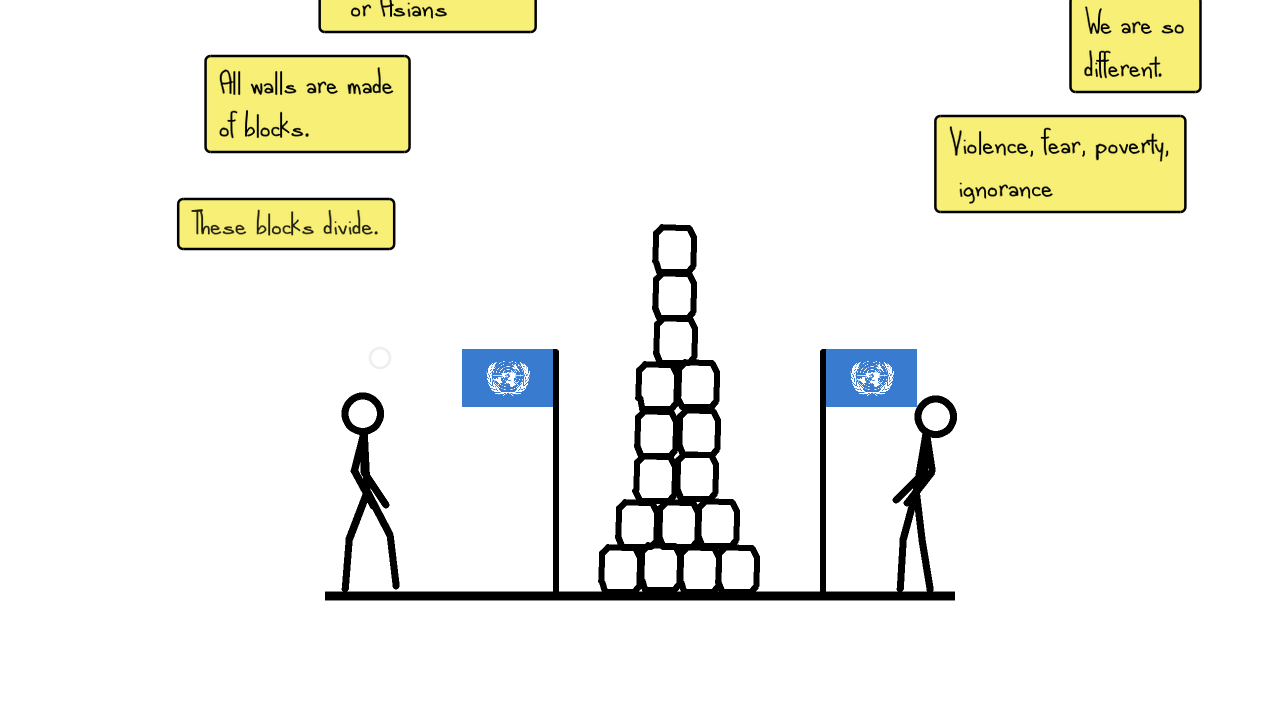 or Asians
All walls are made
of blocks.
These blocks divide.
We are so
different.
Violence, fear, poverty,
ignorance